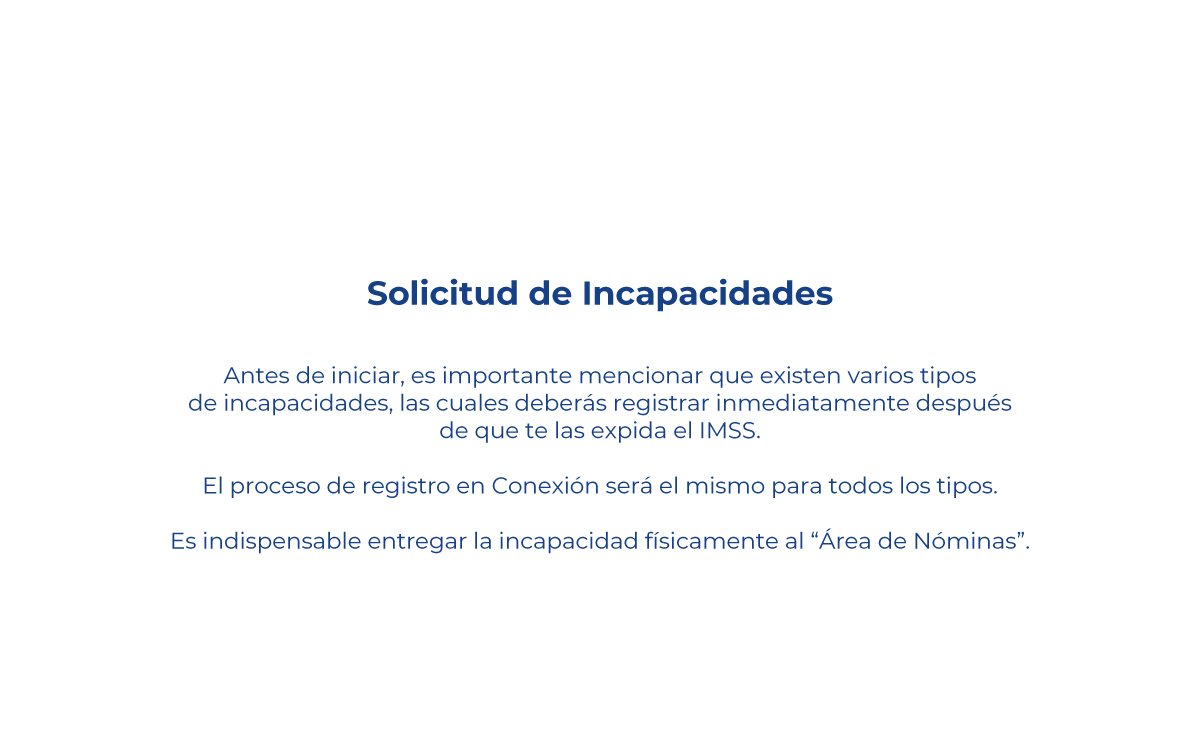 Solicitud de Incapacidades
Antes de iniciar, es importante mencionar que existen varios tipos
de incapacidades, las cuales deberás registrar inmediatamente después
de que te las expida el IMSS.
El proceso de registro en Conexión será el mismo para todos los tipos.
Es indispensable entregar la incapacidad físicamente al “Área de Nóminas”.